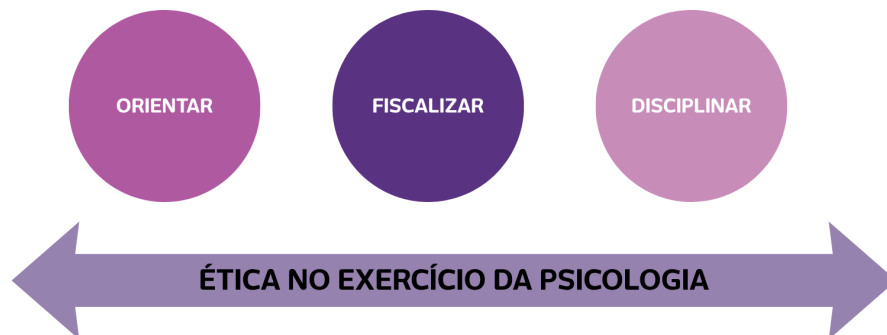 ORIENTAR
FISCALIZAR
DISCIPLINAR
ÉTICA NO EXERCÍCIO DA PSICOLOGIA